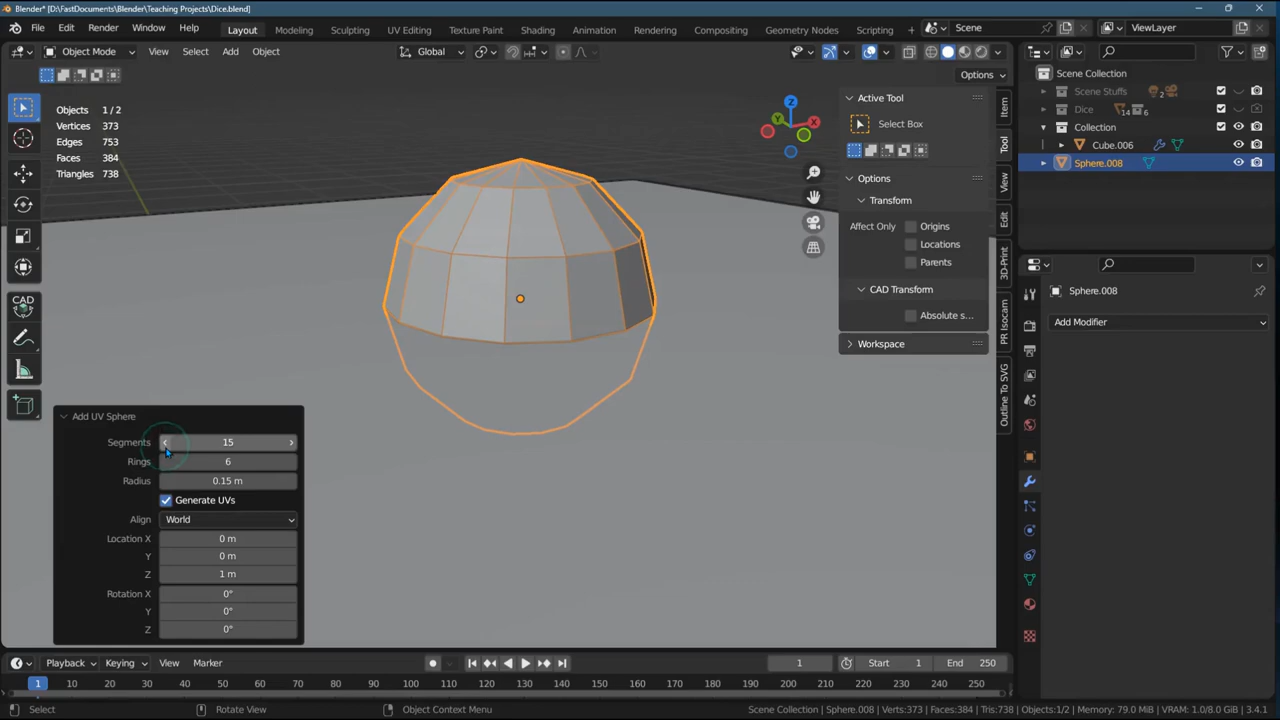 Blender* [D:\FastDocuments\Blender\Teaching Projects\Dice.blend]
File Edit Render Window Help Layout Modeling Sculpting UV Editing Texture Paint Shading Animation Rendering Compositing Geometry Nodes Scripting Scene ViewLayer
Object Mode View Select Add Object Global
Options
Objects 1 / 2
Vertices 373
Edges 753
Faces 384
Triangles 738
Z
Y
X
Active Tool
Select Box
Options
Transform
Affect Only Origins
Locations
Parents
CAD Transform
Absolute s...
Workspace
Item
Tool
View
Edit
3D-Print
PR Isocam
Outline To SVG
Scene Collection
Scene Stuffs 2
Dice 14 6
Collection
Cube.006
Sphere.008
Sphere.008
Add Modifier
CAD
Add UV Sphere
Segments 15
Rings 6
Radius 0.15 m
Generate UVs
Align World
Location X 0 m
Y 0 m
Z 1 m
Rotation X 0°
Y 0°
Z 0°
Playback Keying View Marker 1 Start 1 End 250
1 10 20 30 40 50 60 70 80 90 100 110 120 130 140 150 160 170 180 190 200 210 220 230 240 250
Select Rotate View Object Context Menu Scene Collection | Sphere.008 | Verts:373 | Faces:384 | Tris:738 | Objects:1/2 | Memory: 79.0 MiB | VRAM: 1.0/8.0 GiB | 3.4.1